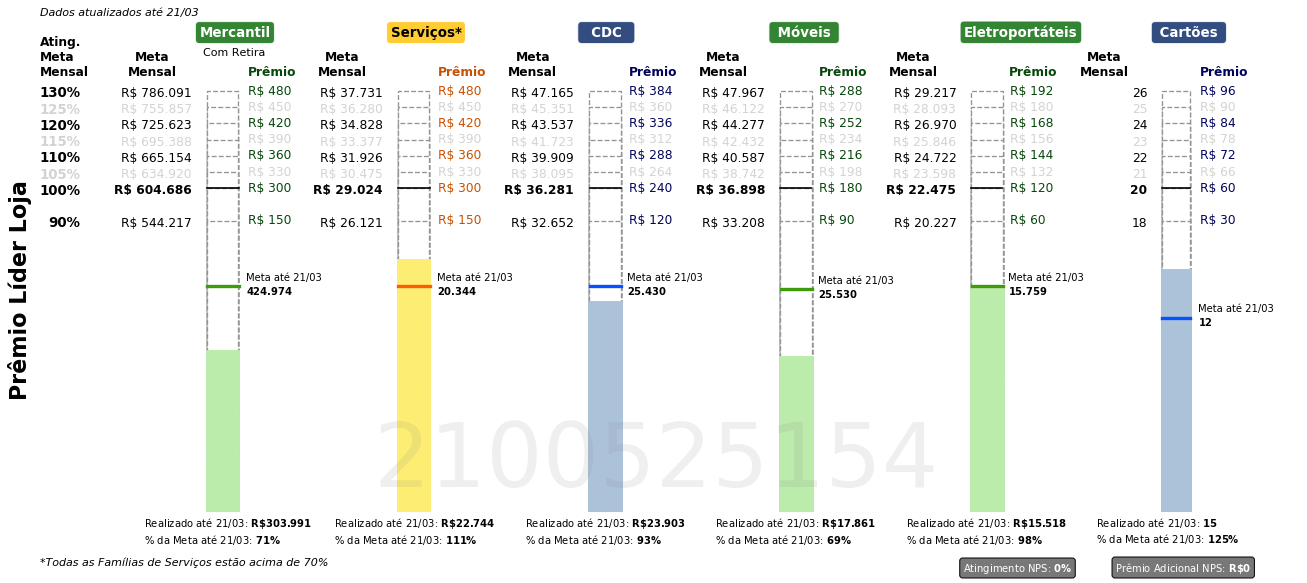 Dados atualizados até 21/03
Mercantil Serviços* CDC Móveis Eletroportáteis Cartões
Com Retira
Ating. Meta Mensal Meta Mensal Prêmio Meta Mensal Prêmio Meta Mensal Prêmio Meta Mensal Prêmio Meta Mensal Prêmio Meta Mensal Prêmio
130% R$ 786.091 R$ 480 R$ 37.731 R$ 480 R$ 47.165 R$ 384 R$ 47.967 R$ 288 R$ 29.217 R$ 192 26 R$ 96
125% R$ 755.857 R$ 450 R$ 36.280 R$ 450 R$ 45.351 R$ 360 R$ 46.122 R$ 270 R$ 28.093 R$ 180 25 R$ 90
120% R$ 725.623 R$ 420 R$ 34.828 R$ 420 R$ 43.537 R$ 336 R$ 44.277 R$ 252 R$ 26.970 R$ 168 24 R$ 84
115% R$ 695.388 R$ 390 R$ 33.377 R$ 390 R$ 41.723 R$ 312 R$ 42.432 R$ 234 R$ 25.846 R$ 156 23 R$ 78
110% R$ 665.154 R$ 360 R$ 31.926 R$ 360 R$ 39.909 R$ 288 R$ 40.587 R$ 216 R$ 24.722 R$ 144 22 R$ 72
105% R$ 634.920 R$ 330 R$ 30.475 R$ 330 R$ 38.095 R$ 264 R$ 38.742 R$ 198 R$ 23.598 R$ 132 21 R$ 66
100% R$ 604.686 R$ 300 R$ 29.024 R$ 300 R$ 36.281 R$ 240 R$ 36.898 R$ 180 R$ 22.475 R$ 120 20 R$ 60
90% R$ 544.217 R$ 150 R$ 26.121 R$ 150 R$ 32.652 R$ 120 R$ 33.208 R$ 90 R$ 20.227 R$ 60 18 R$ 30
Prêmio Líder Loja
Meta até 21/03 Meta até 21/03 Meta até 21/03 Meta até 21/03 Meta até 21/03 Meta até 21/03
424.974 20.344 25.430 25.530 15.759 12
2100525154
Realizado até 21/03: R$303.991 Realizado até 21/03: R$22.744 Realizado até 21/03: R$23.903 Realizado até 21/03: R$17.861 Realizado até 21/03: R$15.518 Realizado até 21/03: 15
% da Meta até 21/03: 71% % da Meta até 21/03: 111% % da Meta até 21/03: 93% % da Meta até 21/03: 69% % da Meta até 21/03: 98% % da Meta até 21/03: 125%
*Todas as Famílias de Serviços estão acima de 70% Atingimento NPS: 0% Prêmio Adicional NPS: R$0